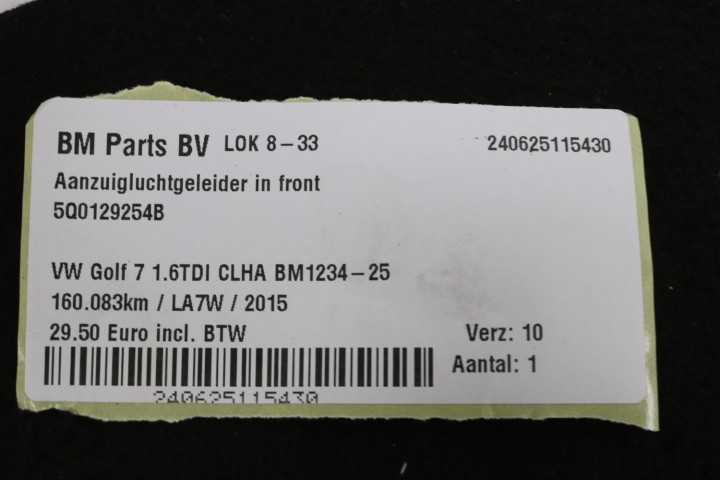 BM Parts BV LOK 8-33 240625115430
Aanzuigluchtgeleider in front
5Q0129254B
VW Golf 7 1.6TDI CLHA BM1234-25
160.083km / LA7W / 2015
29.50 Euro incl. BTW Verz: 10
Aantal: 1
240625115430